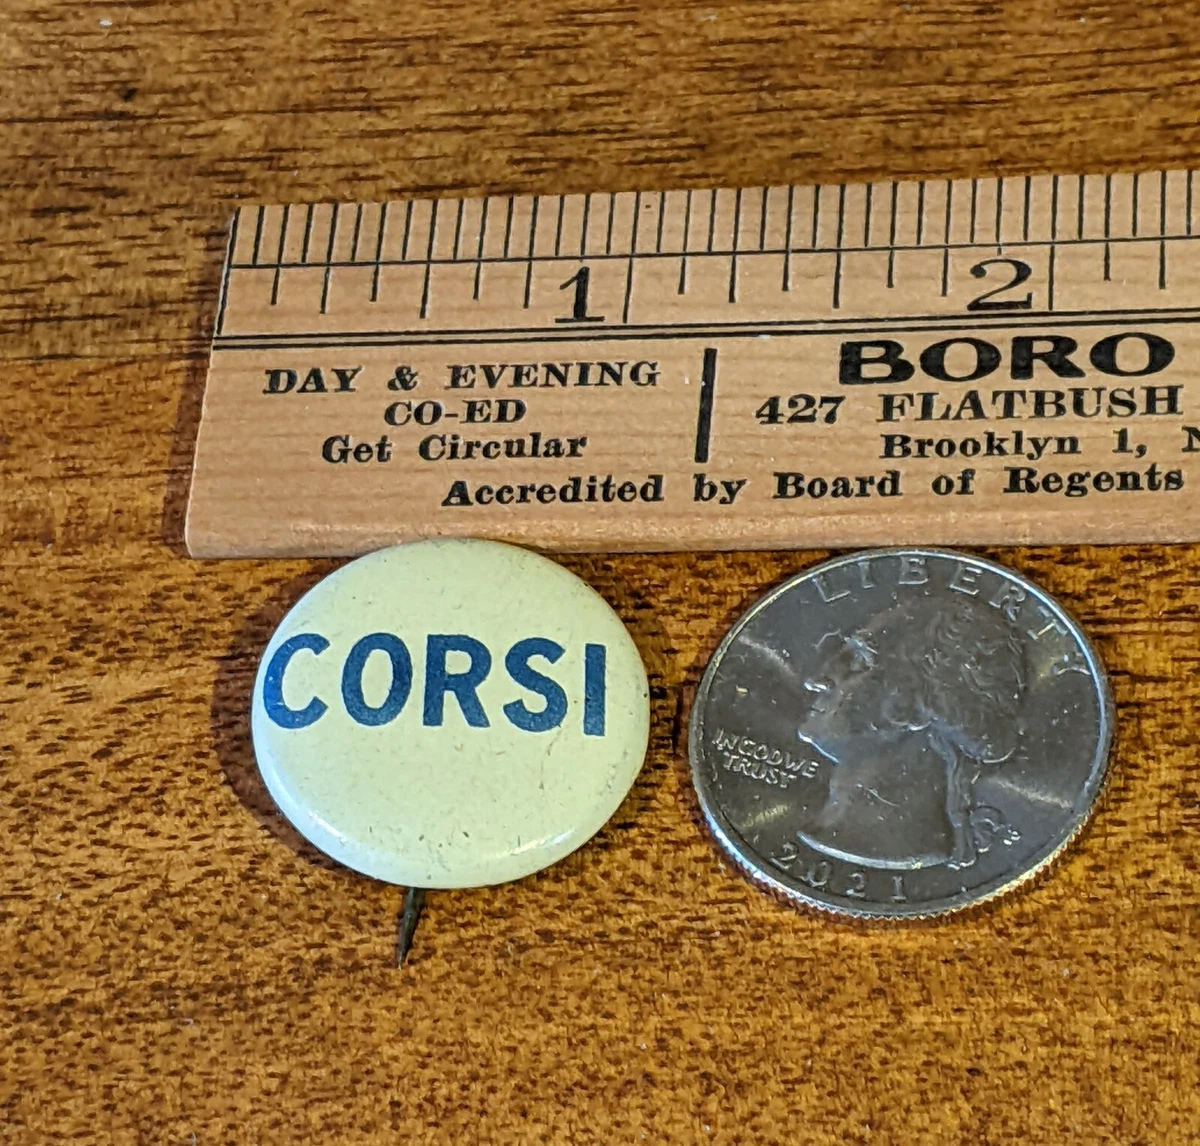 1 2
DAY & EVENING
CO-ED
Get Circular
BORO
427 FLATBUSH
Brooklyn 1,
Accredited by Board of Regents
CORSI
LIBERTY
IN GOD WE
TRUST
2021